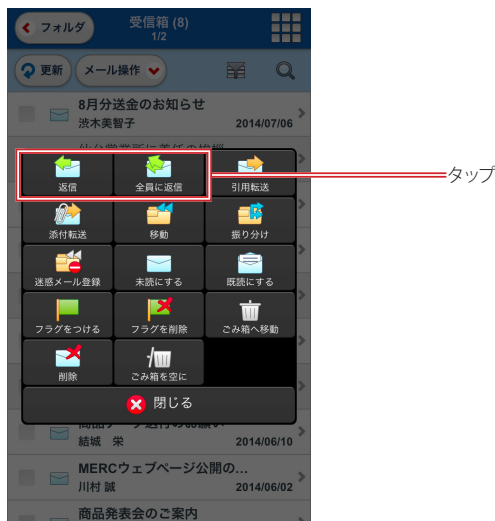 フォルダ
受信箱 (8)
1/2
更新
メール操作
8月分送金のお知らせ
渋木美智子
2014/07/06
返信
全員に返信
引用転送
タップ
添付転送
移動
振り分け
迷惑メール登録
未読にする
既読にする
フラグをつける
フラグを削除
ごみ箱へ移動
削除
ごみ箱を空に
閉じる
結城 栄
2014/06/10
MERCウェブページ公開の...
川村 誠
2014/06/02
商品発表会のご案内